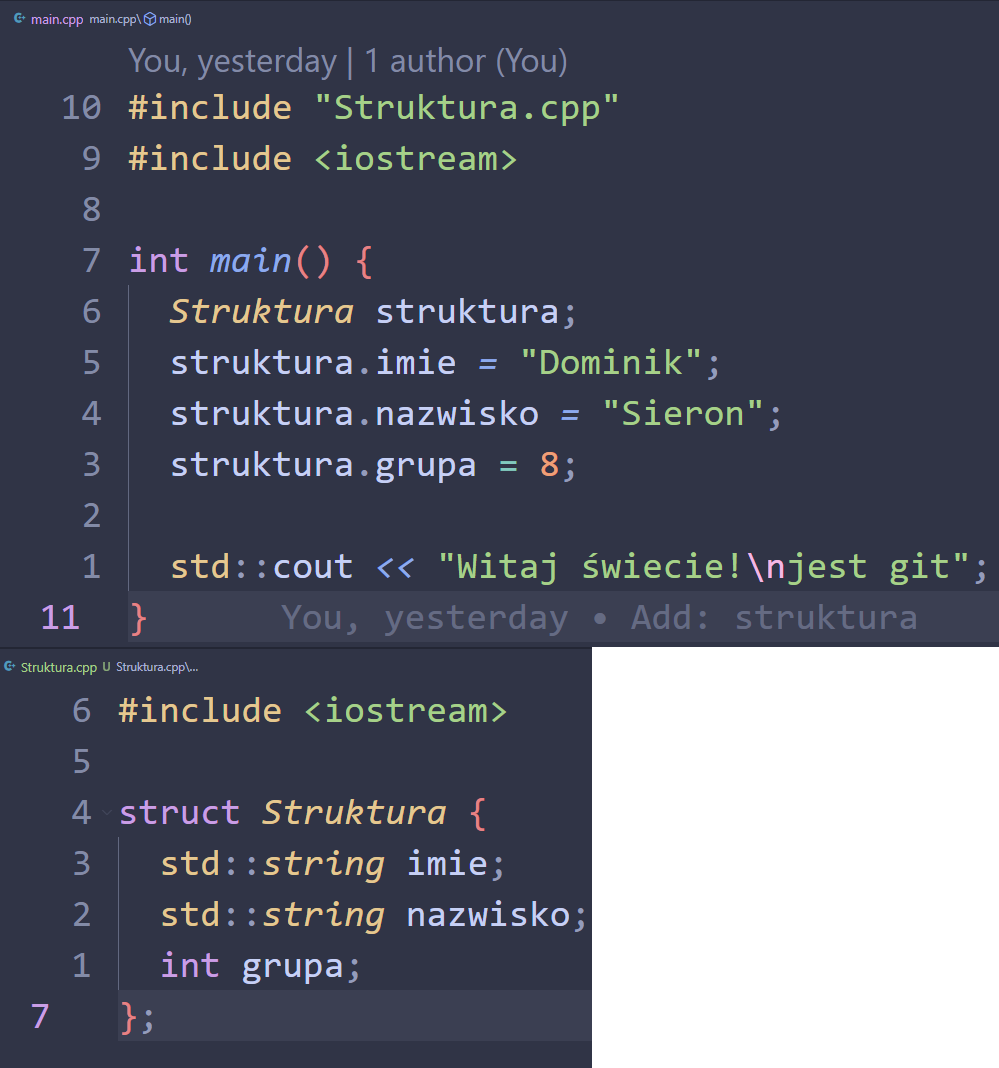 main.cpp main.cpp\ main()
You, yesterday | 1 author (You)
10 #include "Struktura.cpp"
9 #include <iostream>
8
7 int main() {
6   Struktura struktura;
5   struktura.imie = "Dominik";
4   struktura.nazwisko = "Sieron";
3   struktura.grupa = 8;
2
1   std::cout << "Witaj świecie!\njest git";
11 }      You, yesterday • Add: struktura
Struktura.cpp U Struktura.cpp\...
6 #include <iostream>
5
4 struct Struktura {
3   std::string imie;
2   std::string nazwisko;
1   int grupa;
7 };